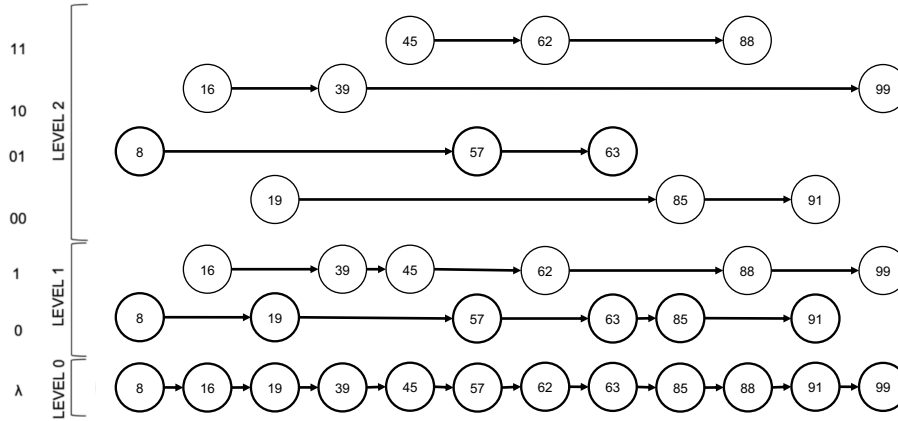 11 45 62 88
10 16 39 99
LEVEL 2
01 8 57 63
00 19 85 91
1 16 39 45 62 88 99
LEVEL 1
0 8 19 57 63 85 91
λ LEVEL 0 8 16 19 39 45 57 62 63 85 88 91 99